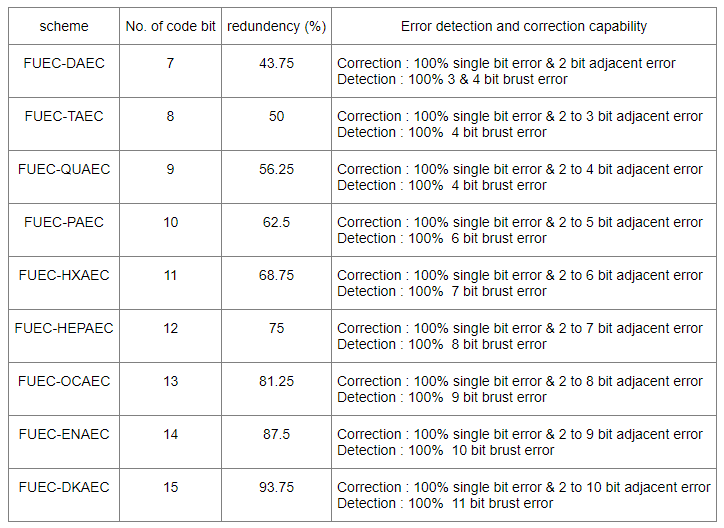 scheme No. of code bit redundency (%) Error detection and correction capability
FUEC-DAEC 7 43.75 Correction : 100% single bit error & 2 bit adjacent error
Detection : 100% 3 & 4 bit brust error
FUEC-TAEC 8 50 Correction : 100% single bit error & 2 to 3 bit adjacent error
Detection : 100% 4 bit brust error
FUEC-QUAEC 9 56.25 Correction : 100% single bit error & 2 to 4 bit adjacent error
Detection : 100% 4 bit brust error
FUEC-PAEC 10 62.5 Correction : 100% single bit error & 2 to 5 bit adjacent error
Detection : 100% 6 bit brust error
FUEC-HXAEC 11 68.75 Correction : 100% single bit error & 2 to 6 bit adjacent error
Detection : 100% 7 bit brust error
FUEC-HEPAEC 12 75 Correction : 100% single bit error & 2 to 7 bit adjacent error
Detection : 100% 8 bit brust error
FUEC-OCAEC 13 81.25 Correction : 100% single bit error & 2 to 8 bit adjacent error
Detection : 100% 9 bit brust error
FUEC-ENAEC 14 87.5 Correction : 100% single bit error & 2 to 9 bit adjacent error
Detection : 100% 10 bit brust error
FUEC-DKAEC 15 93.75 Correction : 100% single bit error & 2 to 10 bit adjacent error
Detection : 100% 11 bit brust error